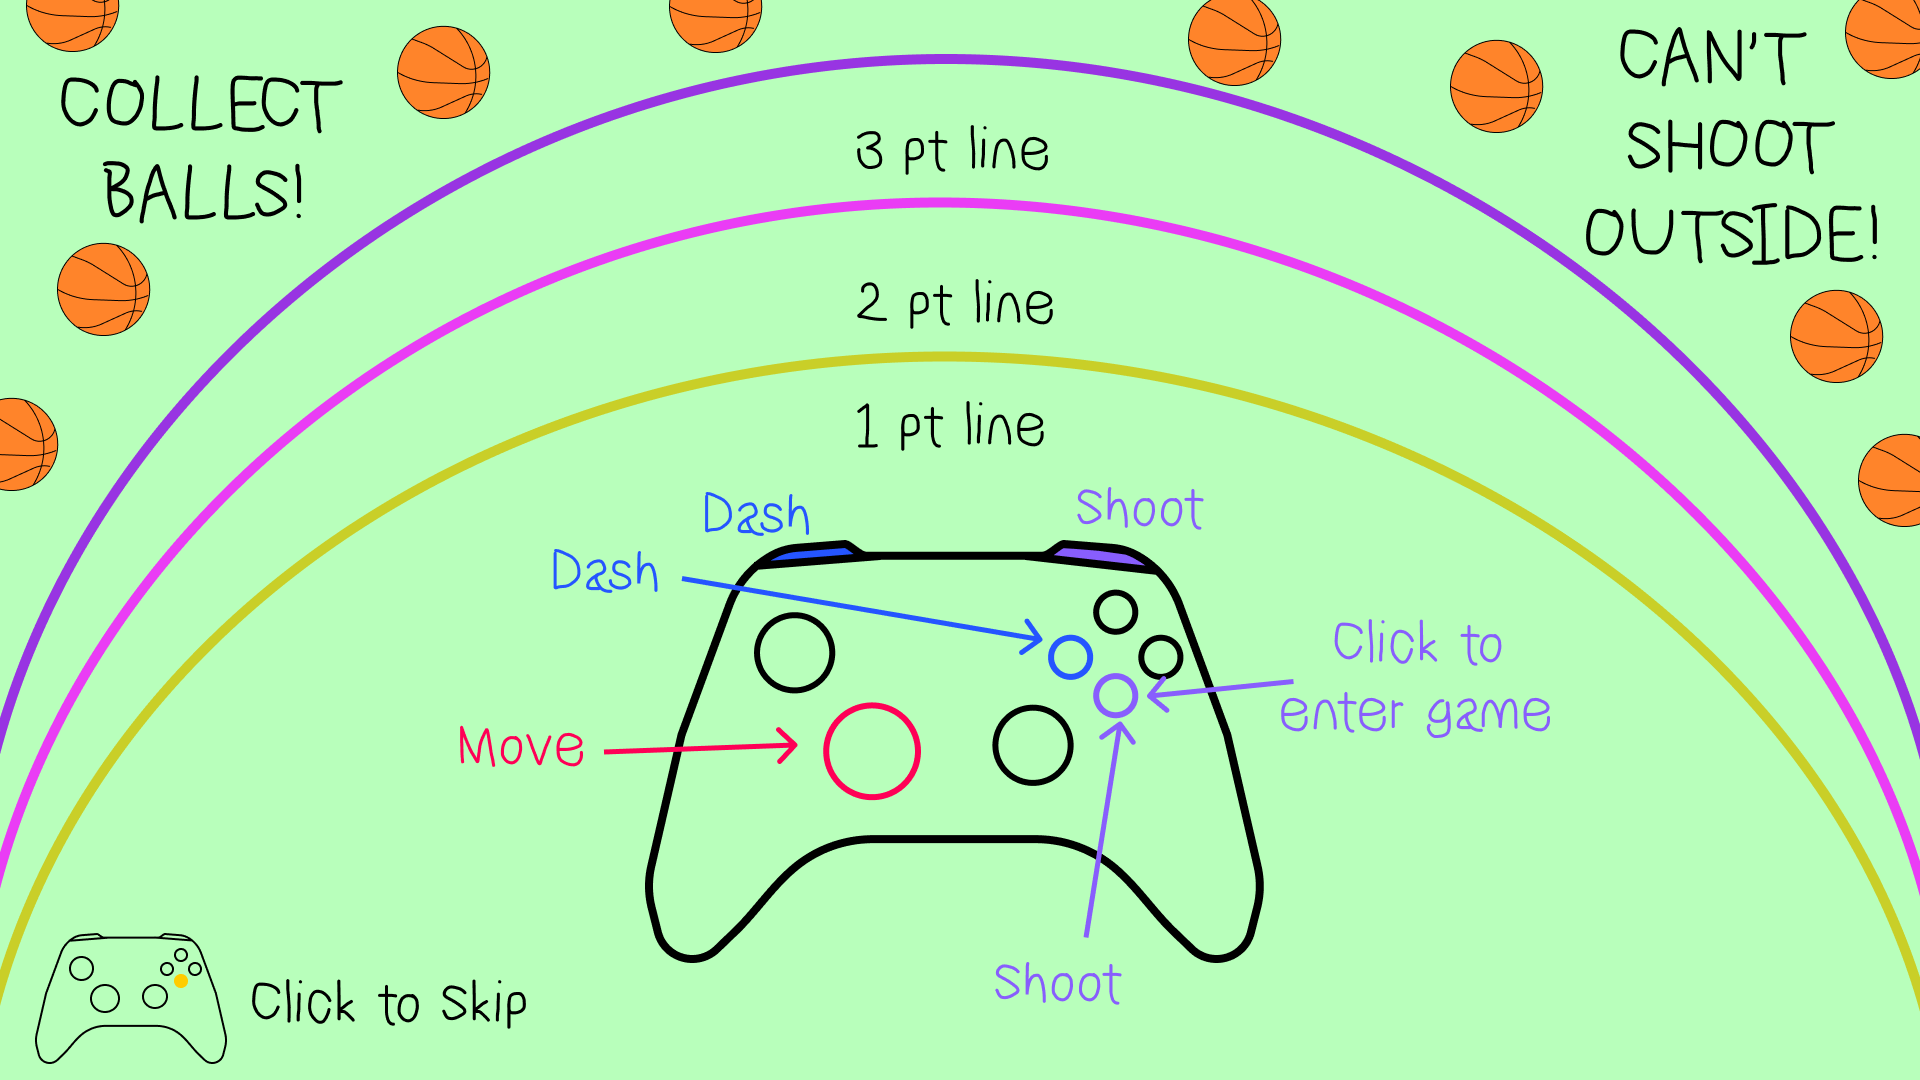 COLLECT
BALLS!
CAN'T
SHOOT
OUTSIDE!
3 pt line
2 pt line
1 pt line
Dash
Shoot
Dash
Click to
enter game
Move
Shoot
Click to Skip